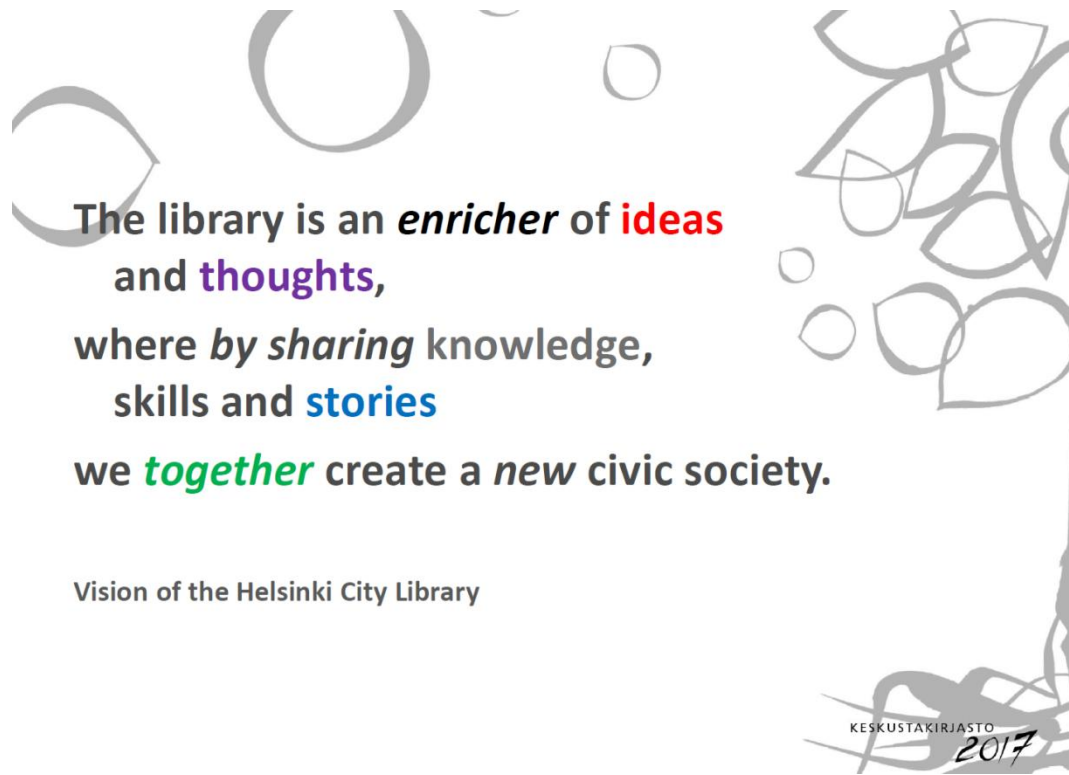 The library is an enricher of ideas
and thoughts,
where by sharing knowledge,
skills and stories
we together create a new civic society.
Vision of the Helsinki City Library
KESKUSTAKIRJASTO
2017